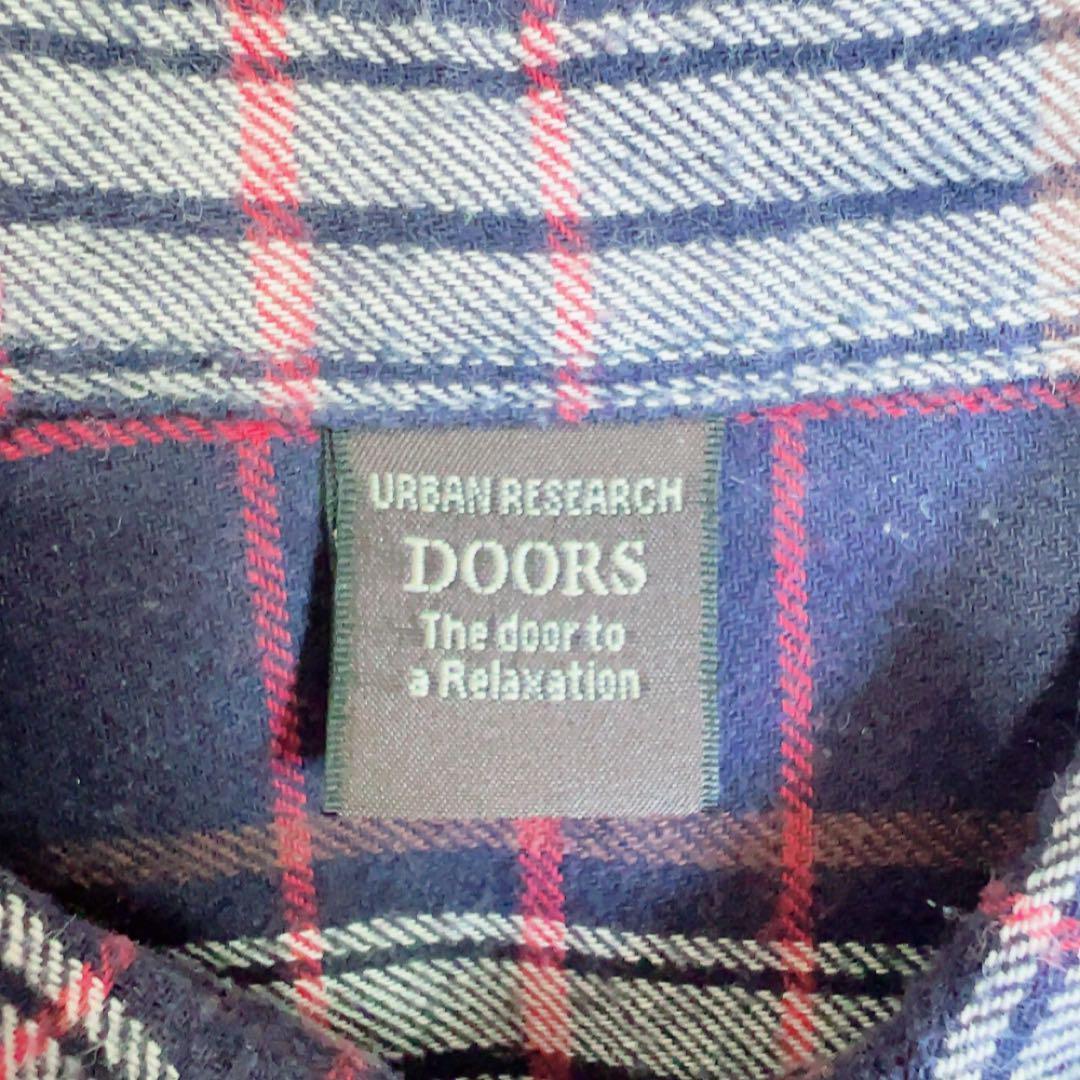 URBAN RESEARCH
DOORS
The door to
a Relaxation